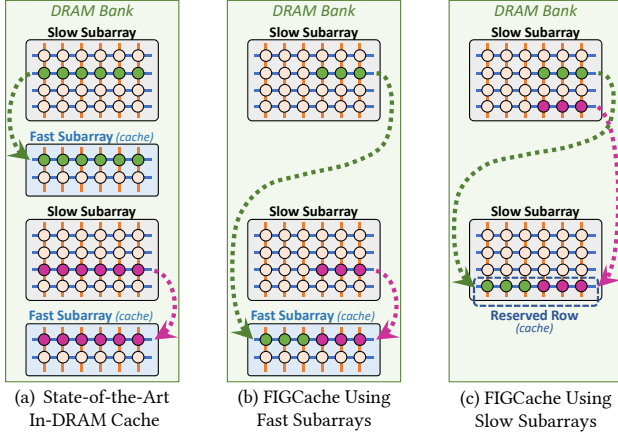 DRAM Bank
Slow Subarray
Fast Subarray (cache)
Slow Subarray
Fast Subarray (cache)
(a) State-of-the-Art
In-DRAM Cache
DRAM Bank
Slow Subarray
Slow Subarray
Fast Subarray (cache)
(b) FIGCache Using
Fast Subarrays
DRAM Bank
Slow Subarray
Slow Subarray
Reserved Row
(cache)
(c) FIGCache Using
Slow Subarrays